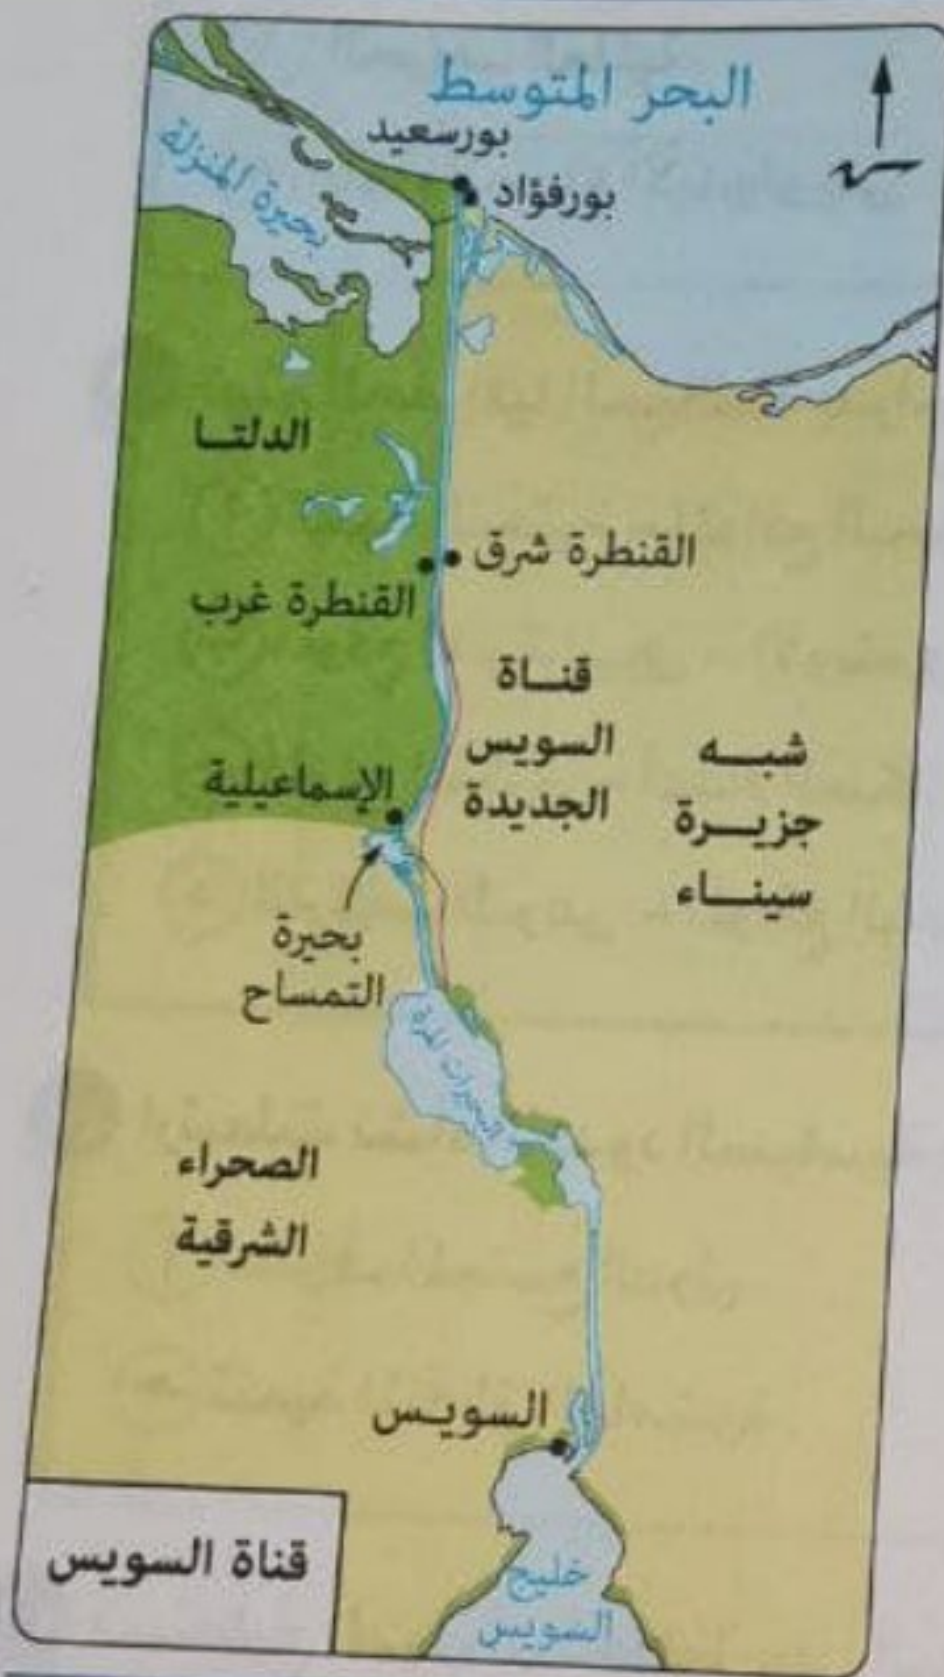 البحر المتوسط
بورسعيد
بورفؤاد
بحيرة المنزلة
الدلتا
القنطرة شرق
القنطرة غرب
قناة
السويس
الجديدة
شبه
جزيرة
سيناء
الإسماعيلية
بحيرة
التمساح
البحيرات المرة
الصحراء
الشرقية
السويس
خليج
السويس
قناة السويس